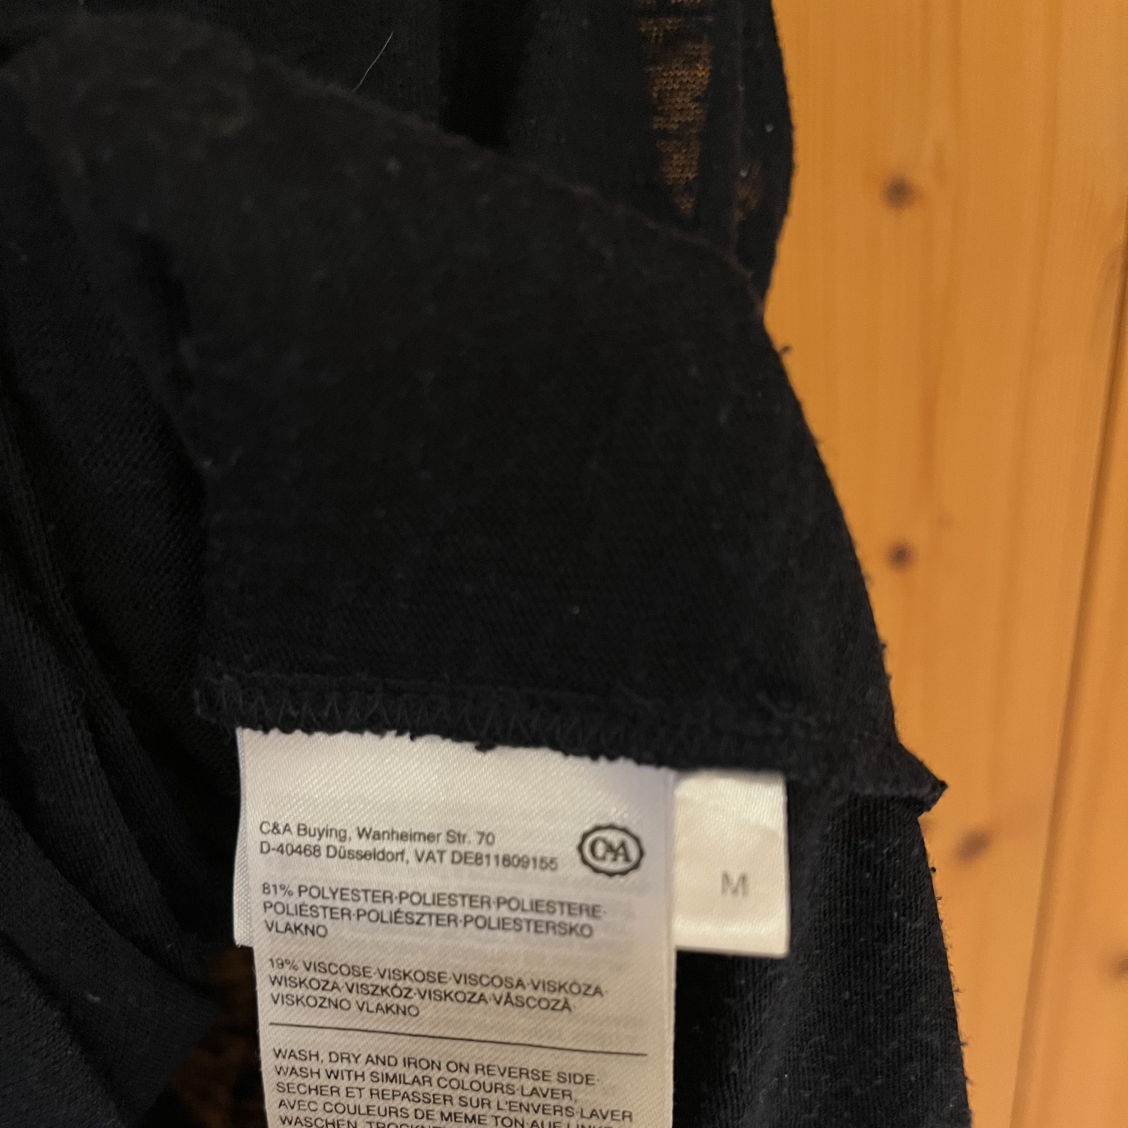 C&A Buying, Wanheimer Str. 70
D-40468 Düsseldorf, VAT DE811809155
C&A
M
81% POLYESTER·POLIESTER·POLIESTERE·
POLIÉSTER·POLIÉSZTER·POLIESTERSKO
VLAKNO
19% VISCOSE·VISKOSE·VISCOSA·VISKÓZA·
WISKOZA·VISZKÓZ·VISKOZA·VÂSCOZĂ·
VISKOZNO VLAKNO
WASH, DRY AND IRON ON REVERSE SIDE·
WASH WITH SIMILAR COLOURS·LAVER,
SECHER ET REPASSER SUR L'ENVERS·LAVER
AVEC COULEURS DE MEME TON·AUF LINKS
WASCHEN,